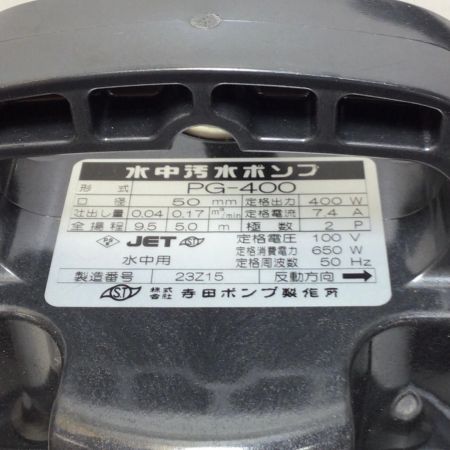 水中汚水ポンプ
形式 PG-400
口径 50 mm 定格出力 400 W
吐出し量 0.04 0.17 m³/min 定格電流 7.4 A
全揚程 9.5 5.0 m 極数 2 P
PSE JET ST 定格電圧 100 V
水中用 定格消費電力 650 W
定格周波数 50 Hz
製造番号 23Z15 反動方向 →
ST 株式会社 寺田ポンプ製作所